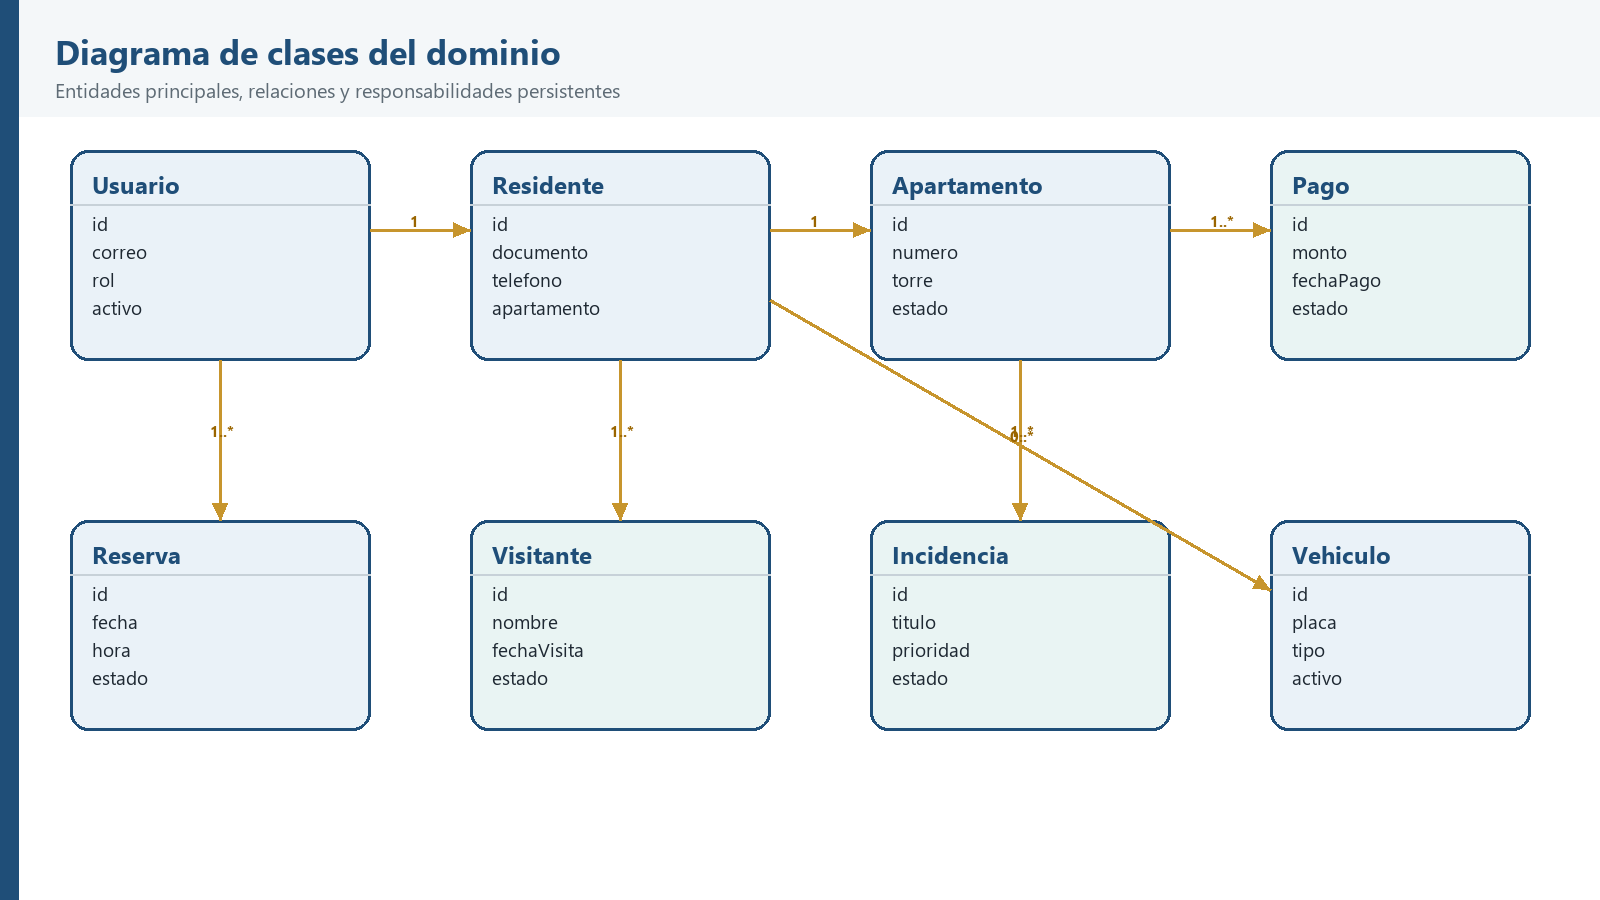 Diagrama de clases del dominio
Entidades principales, relaciones y responsabilidades persistentes
Usuario
id
correo
rol
activo
1
Residente
id
documento
telefono
apartamento
1
Apartamento
id
numero
torre
estado
1..*
Pago
id
monto
fechaPago
estado
1..*
1..*
Reserva
id
fecha
hora
estado
Visitante
id
nombre
fechaVisita
estado
Incidencia
id
titulo
prioridad
estado
Vehiculo
id
placa
tipo
activo